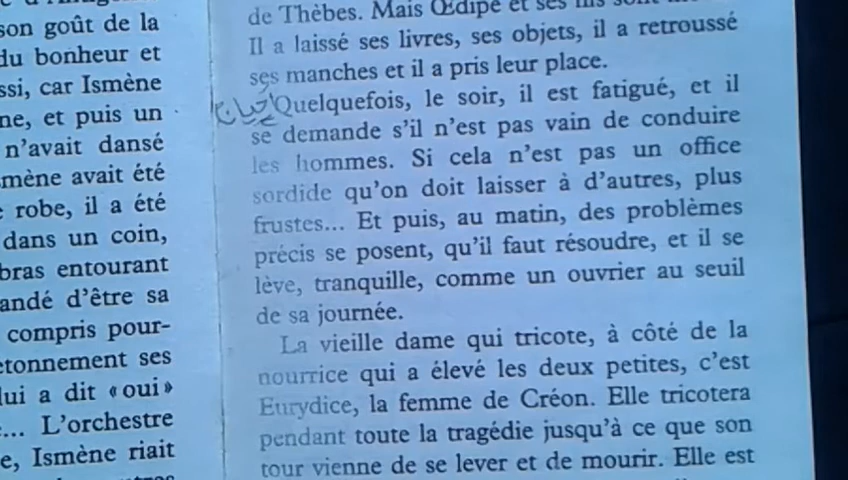 son goût de la
du bonheur et
ssi, car Ismène
ne, et puis un
n'avait dansé
mène avait été
robe, il a été
dans un coin,
bras entourant
andé d'être sa
compris pour-
étonnement ses
lui a dit « oui »
... L'orchestre
e, Ismène riait
de Thèbes. Mais Œdipe et ses
Il a laissé ses livres, ses objets, il a retroussé
ses manches et il a pris leur place.
أحيانا Quelquefois, le soir, il est fatigué, et il
se demande s'il n'est pas vain de conduire
les hommes. Si cela n'est pas un office
sordide qu'on doit laisser à d'autres, plus
frustes... Et puis, au matin, des problèmes
précis se posent, qu'il faut résoudre, et il se
lève, tranquille, comme un ouvrier au seuil
de sa journée.
La vieille dame qui tricote, à côté de la
nourrice qui a élevé les deux petites, c'est
Eurydice, la femme de Créon. Elle tricotera
pendant toute la tragédie jusqu'à ce que son
tour vienne de se lever et de mourir. Elle est